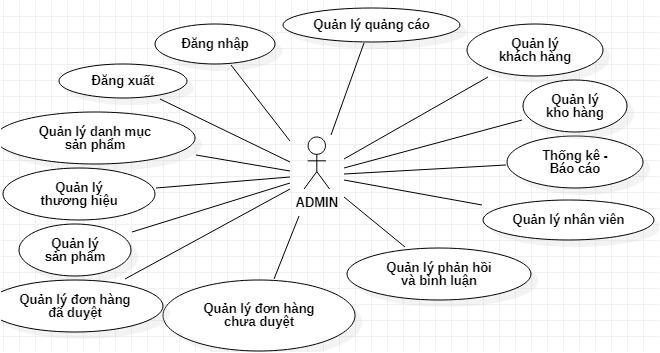 Quản lý quảng cáo
Đăng nhập
Quản lý
khách hàng
Đăng xuất
Quản lý
kho hàng
Quản lý danh mục
sản phẩm
Thống kê -
Báo cáo
Quản lý
thương hiệu
ADMIN
Quản lý nhân viên
Quản lý
sản phẩm
Quản lý phản hồi
và bình luận
Quản lý đơn hàng
đã duyệt
Quản lý đơn hàng
chưa duyệt